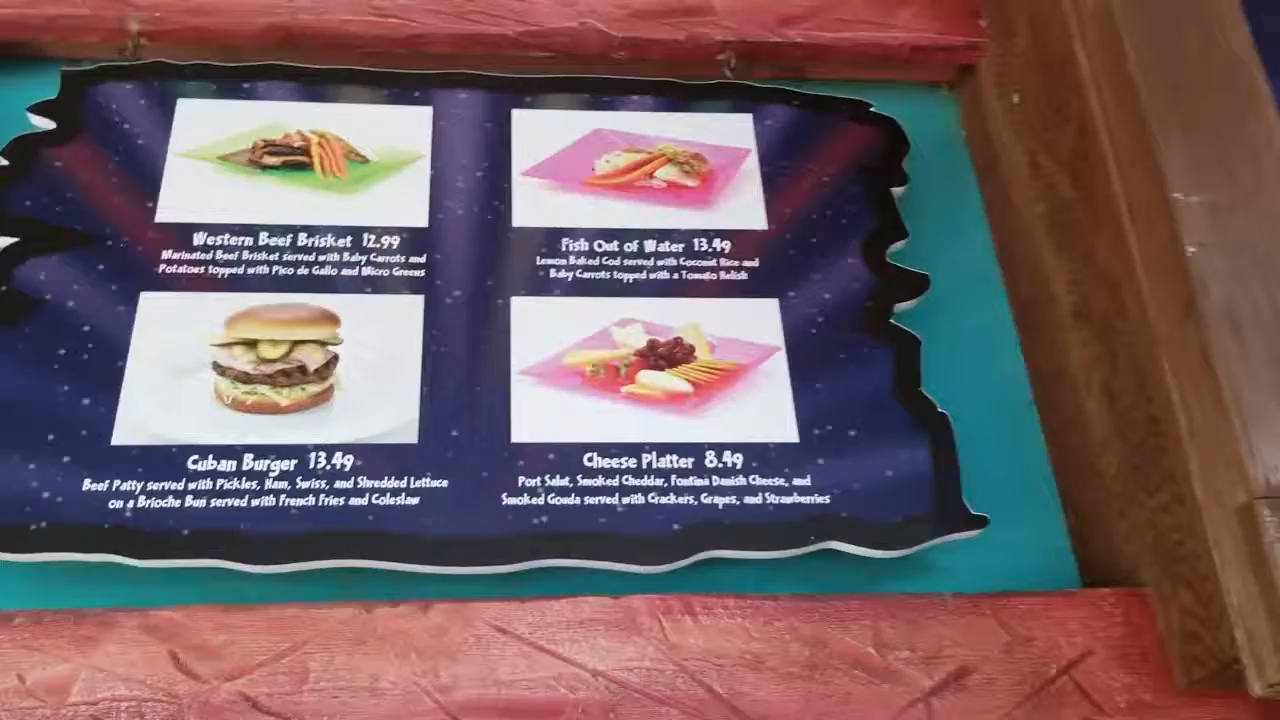 Western Beef Brisket 12.99
Marinated Beef Brisket served with Baby Carrots and
Potatoes topped with Pico de Gallo and Micro Greens
Fish Out of Water 13.49
Lemon Baked Cod served with Coconut Rice and
Baby Carrots topped with a Tomato Relish
Cuban Burger 13.49
Beef Patty served with Pickles, Ham, Swiss, and Shredded Lettuce
on a Brioche Bun served with French Fries and Coleslaw
Cheese Platter 8.49
Port Salut, Smoked Cheddar, Fontina Danish Cheese, and
Smoked Gouda served with Crackers, Grapes, and Strawberries